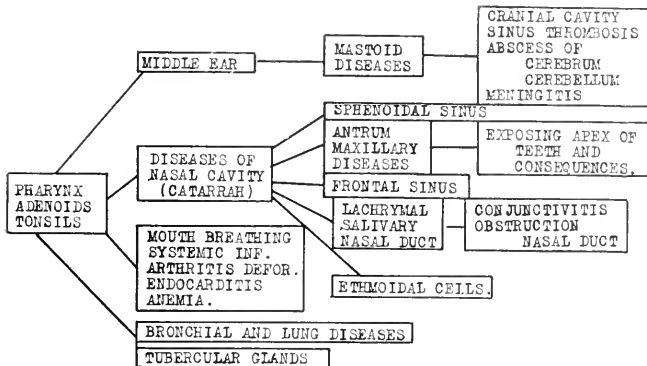 PHARYNX
ADENOIDS
TONSILS
MIDDLE EAR
MASTOID
DISEASES
CRANIAL CAVITY
SINUS THROMBOSIS
ABSCESS OF
CEREBRUM
CEREBELLUM
MENINGITIS
DISEASES OF
NASAL CAVITY
(CATARRAH)
SPHENOIDAL SINUS
ANTRUM
MAXILLARY
DISEASES
EXPOSING APEX OF
TEETH AND
CONSEQUENCES.
FRONTAL SINUS
LACHRYMAL
SALIVARY
NASAL DUCT
CONJUNCTIVITIS
OBSTRUCTION
NASAL DUCT
ETHMOIDAL CELLS.
MOUTH BREATHING
SYSTEMIC INF.
ARTHRITIS DEFOR.
ENDOCARDITIS
ANEMIA.
BRONCHIAL AND LUNG DISEASES
TUBERCULAR GLANDS